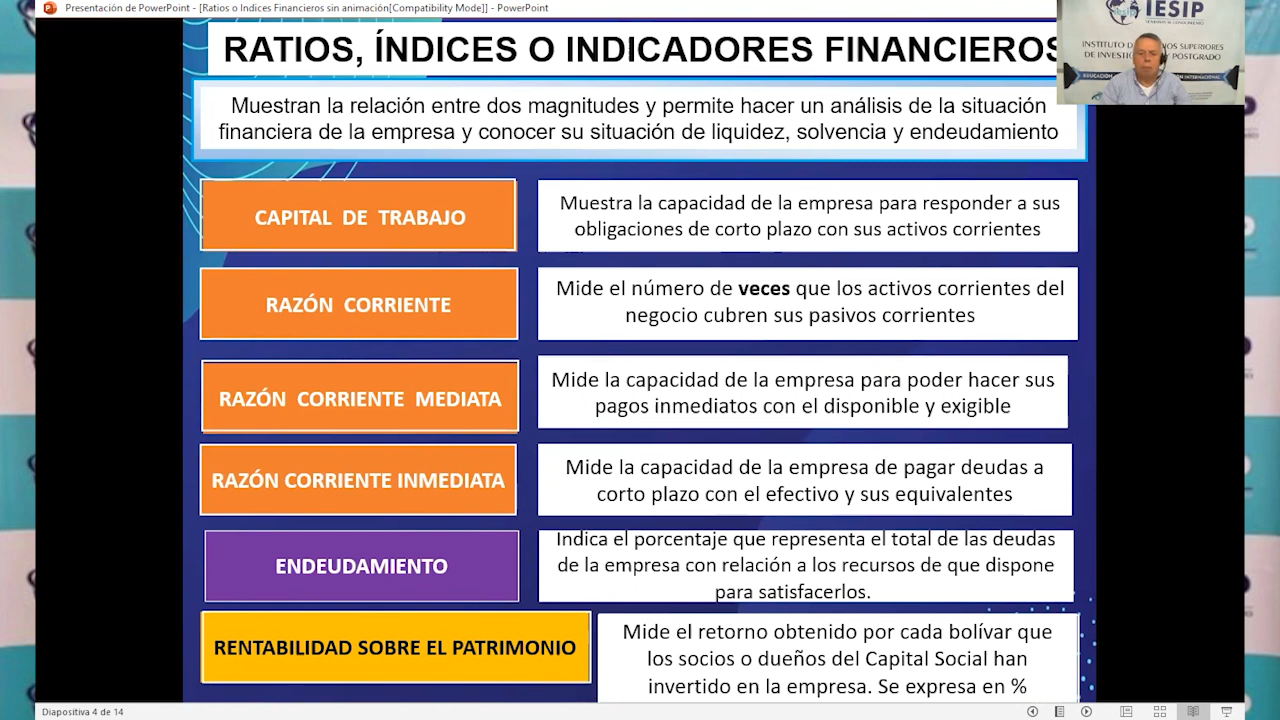 Presentación de PowerPoint - [Ratios o Indices Financieros sin animación[Compatibility Mode]] - PowerPoint
IESIP
RATIOS, ÍNDICES O INDICADORES FINANCIEROS
Muestran la relación entre dos magnitudes y permite hacer un análisis de la situación
financiera de la empresa y conocer su situación de liquidez, solvencia y endeudamiento
CAPITAL DE TRABAJO
Muestra la capacidad de la empresa para responder a sus
obligaciones de corto plazo con sus activos corrientes
RAZÓN CORRIENTE
Mide el número de veces que los activos corrientes del
negocio cubren sus pasivos corrientes
RAZÓN CORRIENTE MEDIATA
Mide la capacidad de la empresa para poder hacer sus
pagos inmediatos con el disponible y exigible
RAZÓN CORRIENTE INMEDIATA
Mide la capacidad de la empresa de pagar deudas a
corto plazo con el efectivo y sus equivalentes
ENDEUDAMIENTO
Indica el porcentaje que representa el total de las deudas
de la empresa con relación a los recursos de que dispone
para satisfacerlos.
RENTABILIDAD SOBRE EL PATRIMONIO
Mide el retorno obtenido por cada bolívar que
los socios o dueños del Capital Social han
invertido en la empresa. Se expresa en %
Diapositiva 4 de 14